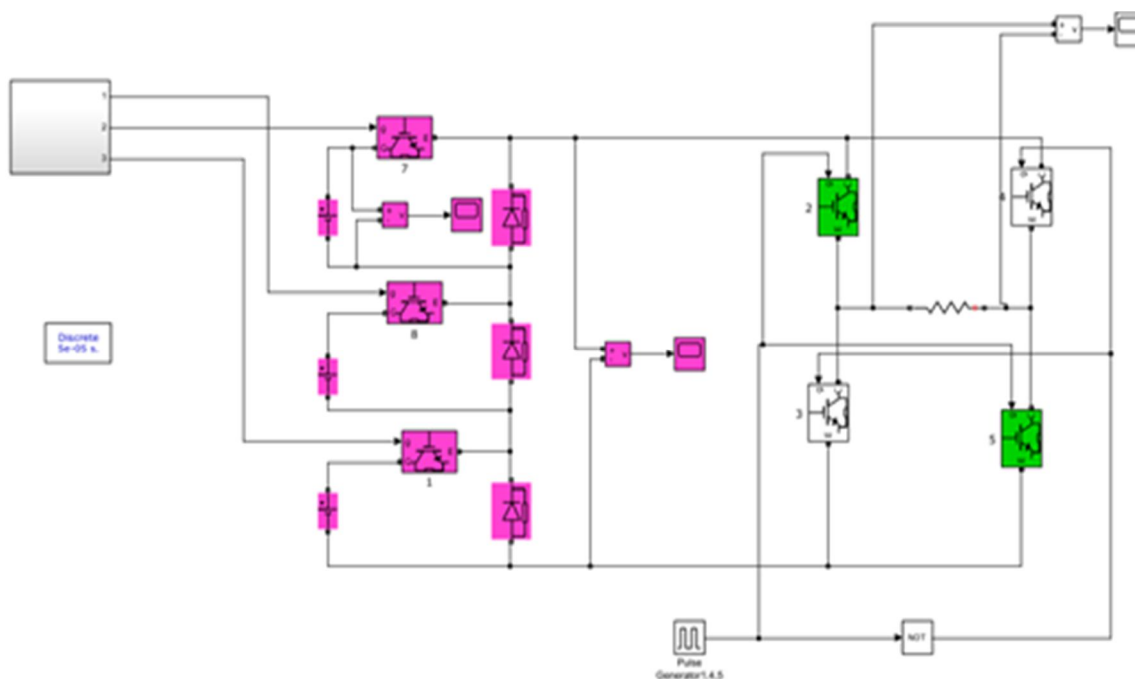 1
2
3
g
C
E
7
+
-
v
g
C
E
8
g
C
E
1
Discrete
5e-05 s.
+
-
v
+
-
v
2
g
C
E
4
g
C
E
3
g
C
E
5
g
C
E
Pulse
Generator1,4,5
NOT